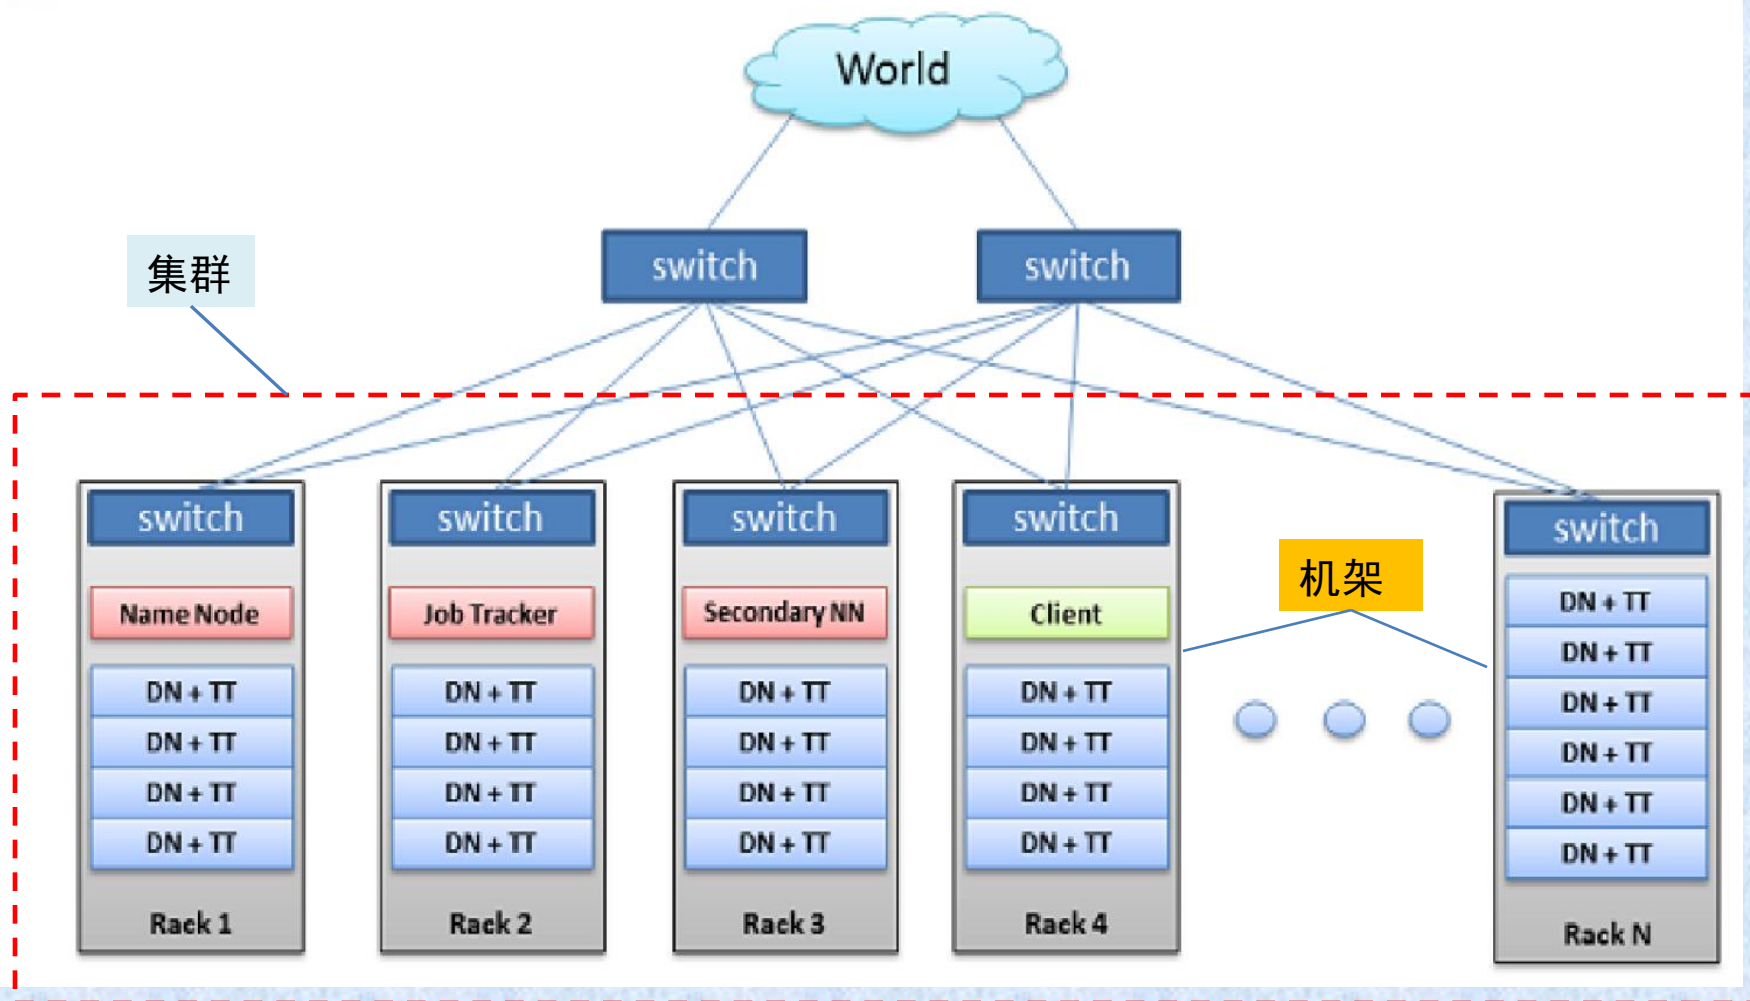 World
switch
switch
集群
switch
Name Node
DN + TT
DN + TT
DN + TT
DN + TT
Rack 1
switch
Job Tracker
DN + TT
DN + TT
DN + TT
DN + TT
Rack 2
switch
Secondary NN
DN + TT
DN + TT
DN + TT
DN + TT
Rack 3
switch
Client
DN + TT
DN + TT
DN + TT
DN + TT
Rack 4
机架
switch
DN + TT
DN + TT
DN + TT
DN + TT
DN + TT
DN + TT
Rack N